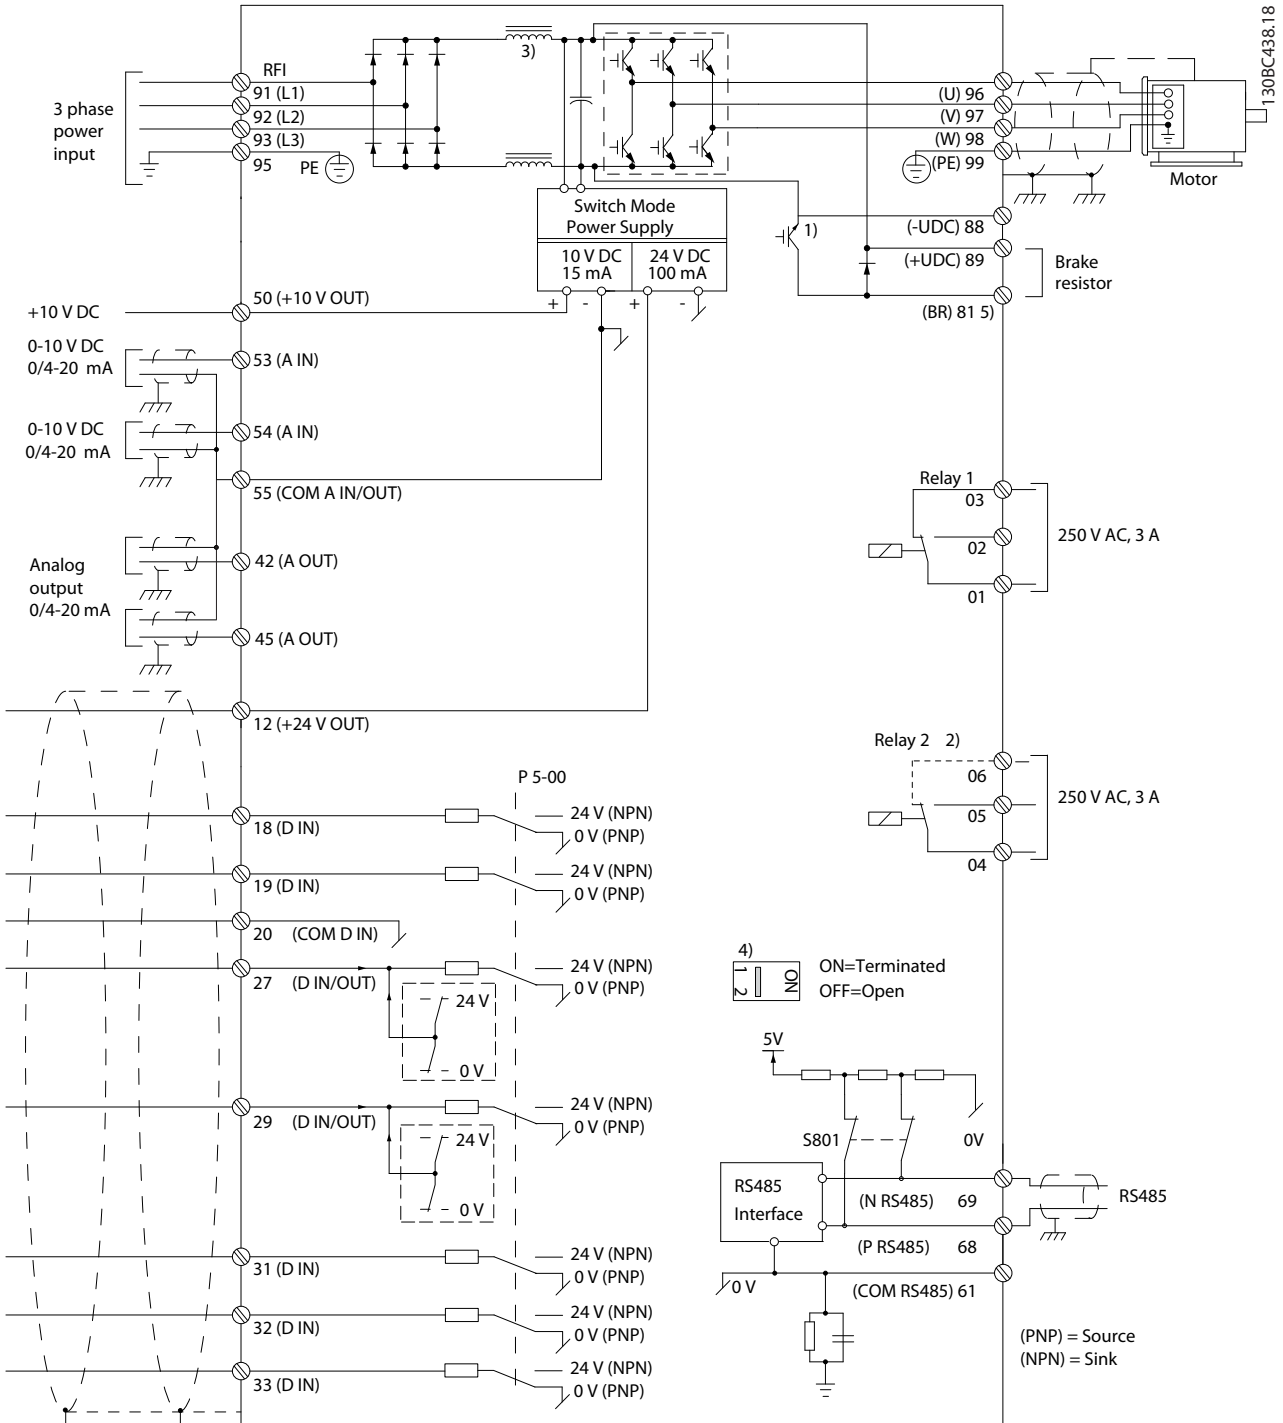 130BC438.18
3 phase
power
input
RFI
91 (L1)
92 (L2)
93 (L3)
95
PE
3)
(U) 96
(V) 97
(W) 98
(PE) 99
Motor
Switch Mode
Power Supply
10 V DC
15 mA
24 V DC
100 mA
+
-
+
-
1)
(-UDC) 88
(+UDC) 89
(BR) 81 5)
Brake
resistor
+10 V DC
50 (+10 V OUT)
0-10 V DC
0/4-20 mA
53 (A IN)
0-10 V DC
0/4-20 mA
54 (A IN)
55 (COM A IN/OUT)
Analog
output
0/4-20 mA
42 (A OUT)
45 (A OUT)
12 (+24 V OUT)
Relay 1
03
02
01
250 V AC, 3 A
Relay 2 2)
06
05
04
250 V AC, 3 A
P 5-00
18 (D IN)
24 V (NPN)
0 V (PNP)
19 (D IN)
24 V (NPN)
0 V (PNP)
20 (COM D IN)
27 (D IN/OUT)
24 V (NPN)
0 V (PNP)
24 V
0 V
29 (D IN/OUT)
24 V (NPN)
0 V (PNP)
24 V
0 V
31 (D IN)
24 V (NPN)
0 V (PNP)
32 (D IN)
24 V (NPN)
0 V (PNP)
33 (D IN)
24 V (NPN)
0 V (PNP)
4)
1 2
ON
ON=Terminated
OFF=Open
5V
S801
0V
RS485
Interface
(N RS485) 69
(P RS485) 68
RS485
0 V
(COM RS485) 61
(PNP) = Source
(NPN) = Sink